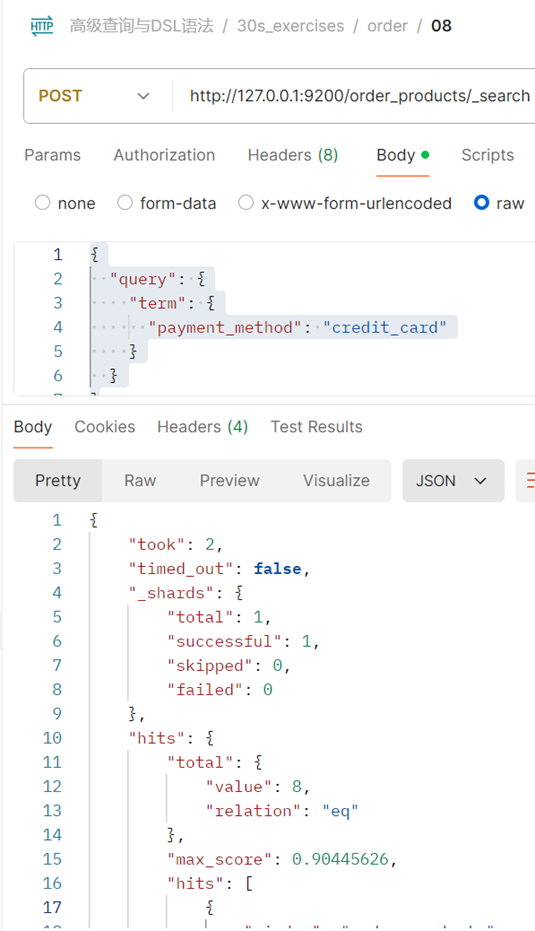 HTTP 高级查询与DSL语法 / 30s_exercises / order / 08
POST http://127.0.0.1:9200/order_products/_search
Params Authorization Headers (8) Body Scripts
none form-data x-www-form-urlencoded raw
1 {
2 "query": {
3 "term": {
4 "payment_method": "credit_card"
5 }
6 }
Body Cookies Headers (4) Test Results
Pretty Raw Preview Visualize JSON
1 {
2 "took": 2,
3 "timed_out": false,
4 "_shards": {
5 "total": 1,
6 "successful": 1,
7 "skipped": 0,
8 "failed": 0
9 },
10 "hits": {
11 "total": {
12 "value": 8,
13 "relation": "eq"
14 },
15 "max_score": 0.90445626,
16 "hits": [
17 {